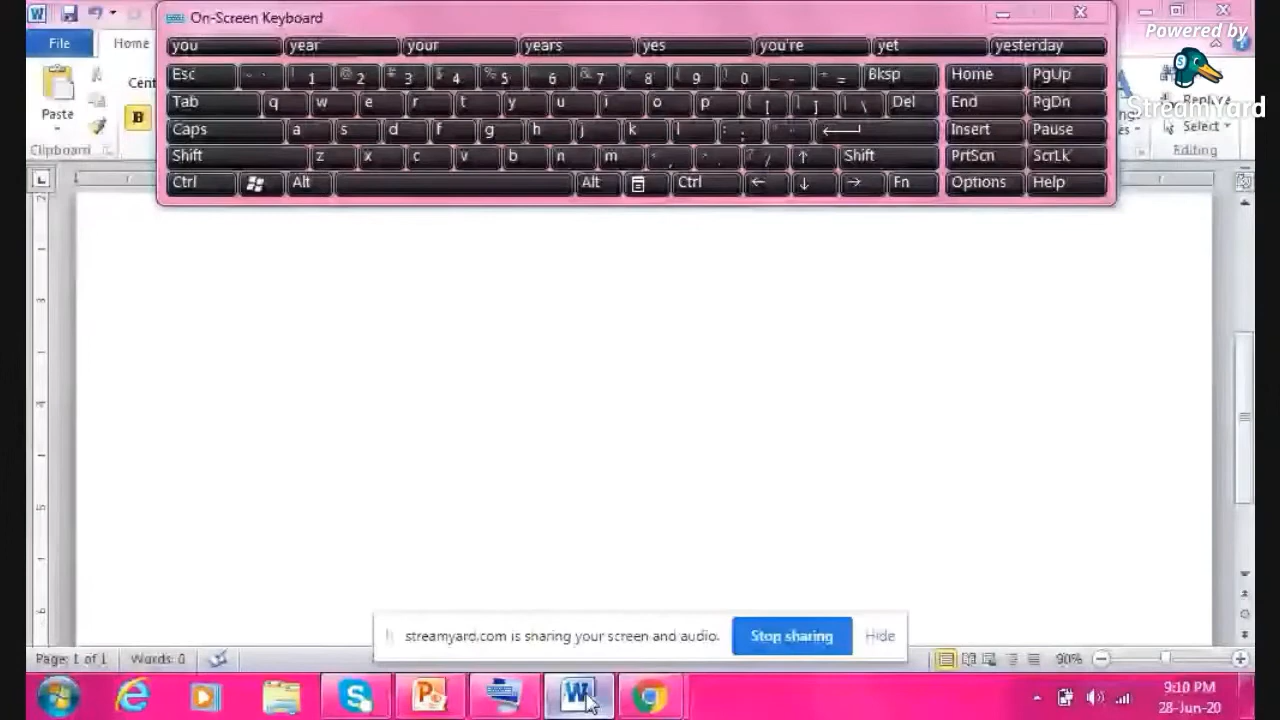 On-Screen Keyboard
Powered by
StreamYard
you year your years yes you're yet yesterday
File Home
Esc 1 2 3 4 5 6 7 8 9 0 - = Bksp Home PgUp
Tab q w e r t y u i o p [ ] \ Del End PgDn
Caps a s d f g h j k l : ; Insert Pause
Shift z x c v b n m , . / Shift PrtScn ScrLk
Ctrl Alt Alt Ctrl Fn Options Help
Cent
Paste B
Clipboard
Replace
Select
Editing
streamyard.com is sharing your screen and audio. Stop sharing Hide
Page: 1 of 1 Words: 0 90%
9:10 PM
28-Jun-20